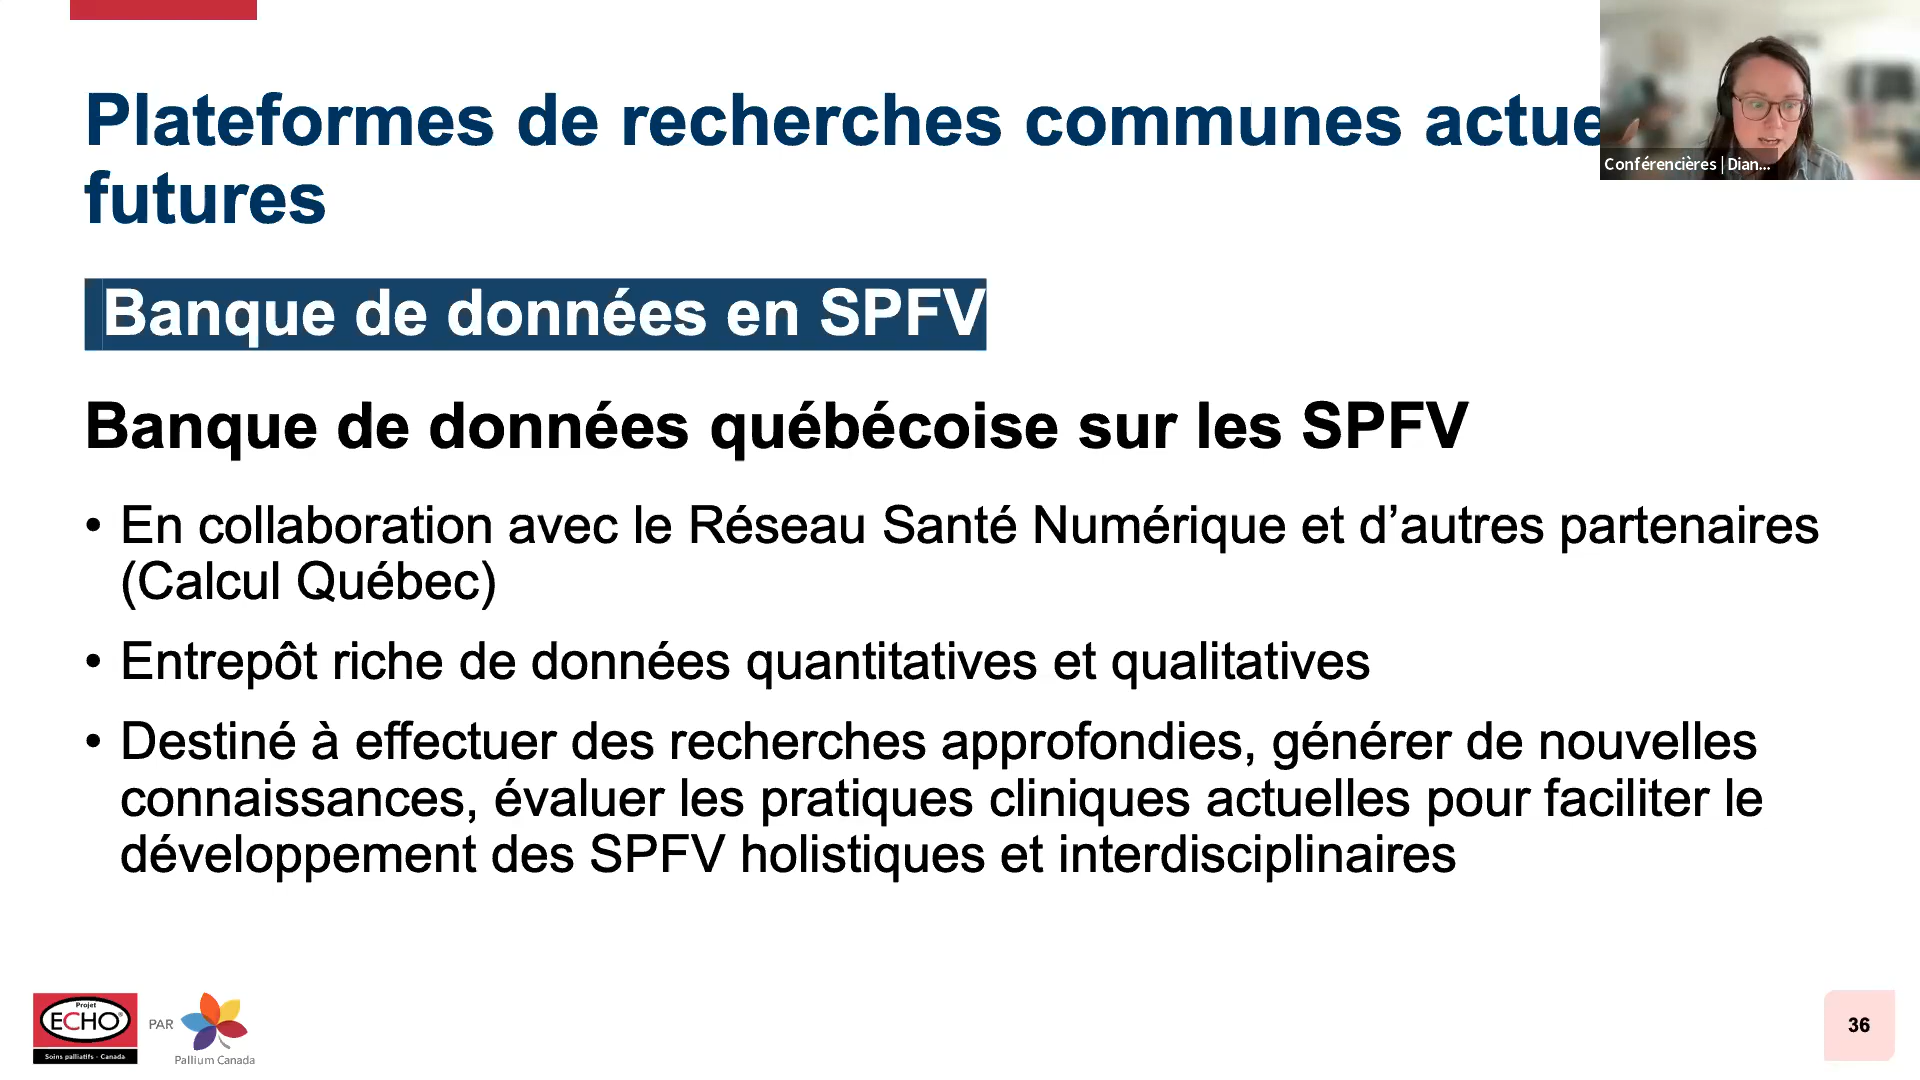 Plateformes de recherches communes actue
futures
Conférencières | Dian...
Banque de données en SPFV
Banque de données québécoise sur les SPFV
• En collaboration avec le Réseau Santé Numérique et d’autres partenaires
(Calcul Québec)
• Entrepôt riche de données quantitatives et qualitatives
• Destiné à effectuer des recherches approfondies, générer de nouvelles
connaissances, évaluer les pratiques cliniques actuelles pour faciliter le
développement des SPFV holistiques et interdisciplinaires
Projet
ECHO®
Soins palliatifs - Canada
PAR
Pallium Canada
36